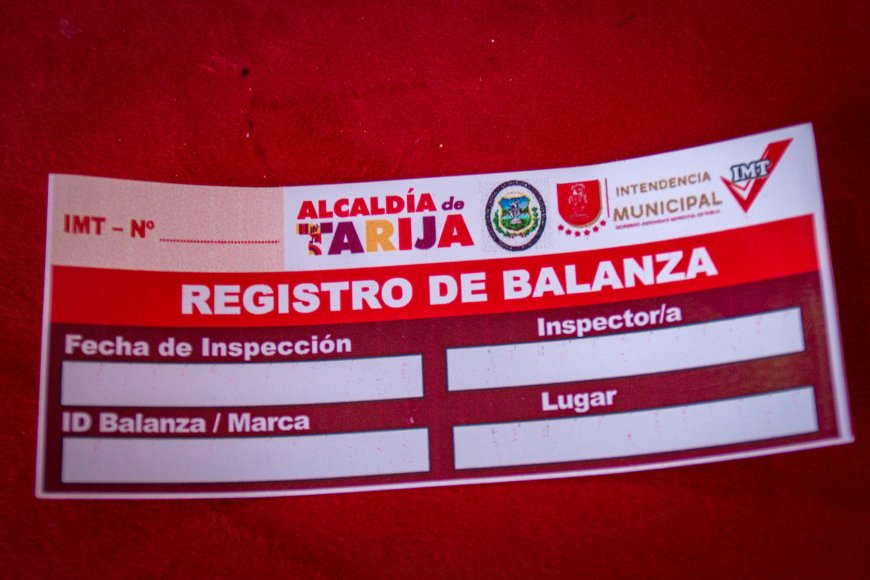 IMT – Nº
ALCALDÍA de
TARIJA
INTENDENCIA
MUNICIPAL
IMT
REGISTRO DE BALANZA
Fecha de Inspección
Inspector/a
ID Balanza / Marca
Lugar